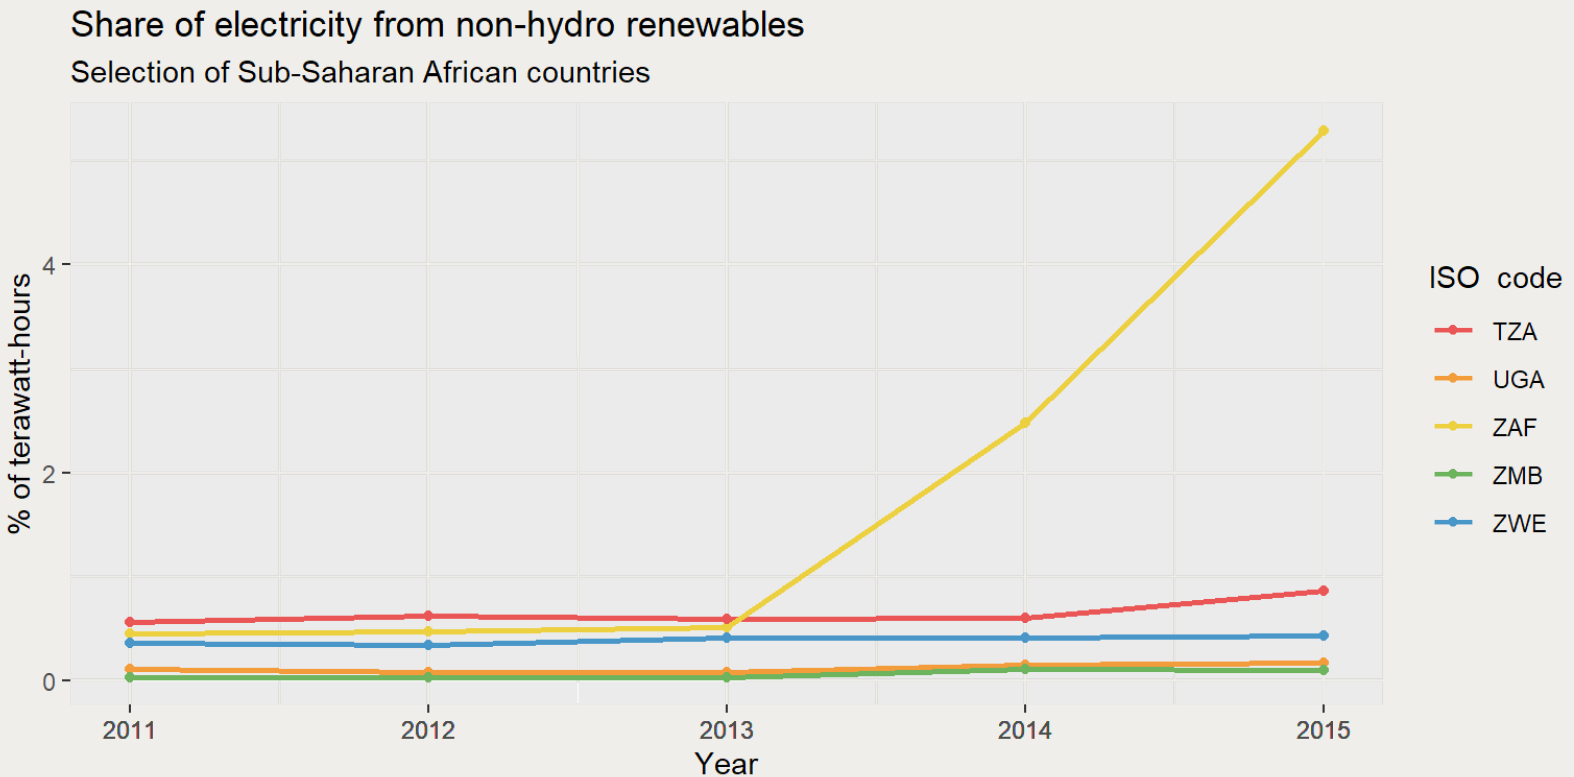 Share of electricity from non-hydro renewables
Selection of Sub-Saharan African countries
% of terawatt-hours
4
2
0
2011 2012 2013 2014 2015
Year
ISO code
TZA
UGA
ZAF
ZMB
ZWE